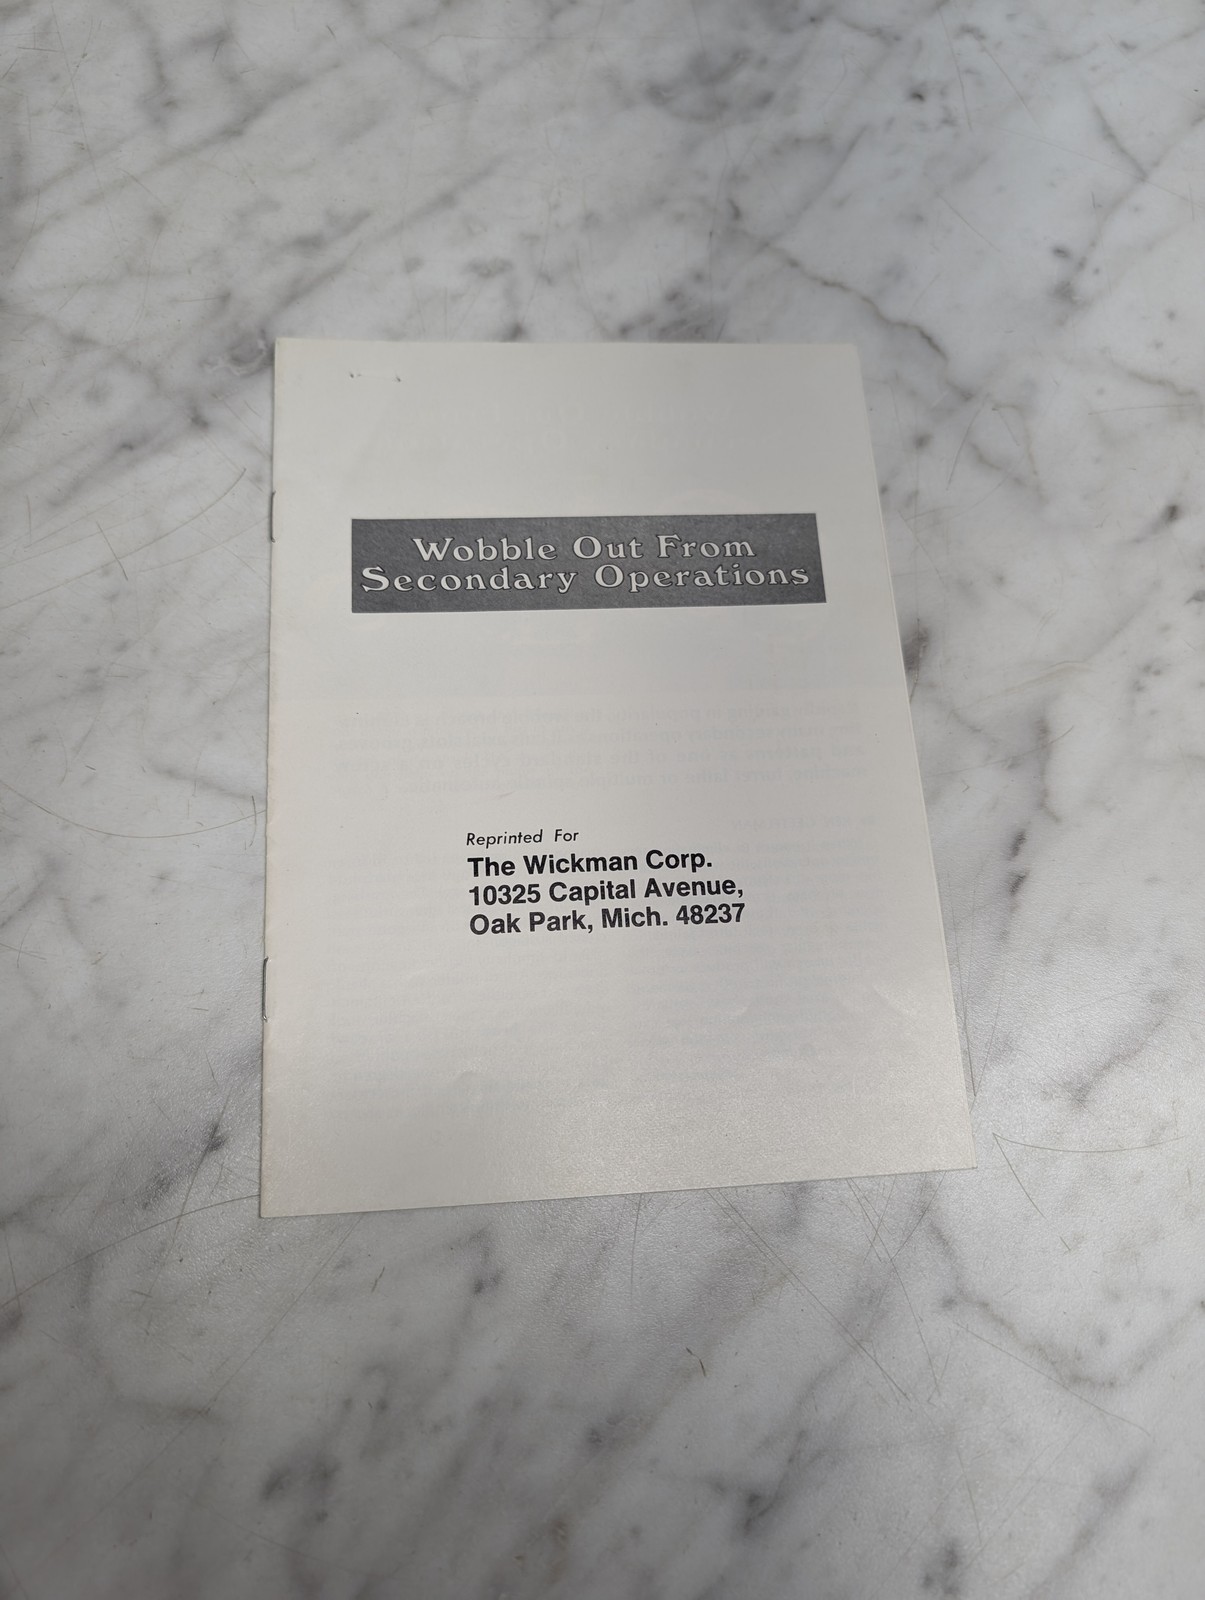 Wobble Out From
Secondary Operations
Reprinted For
The Wickman Corp.
10325 Capital Avenue,
Oak Park, Mich. 48237